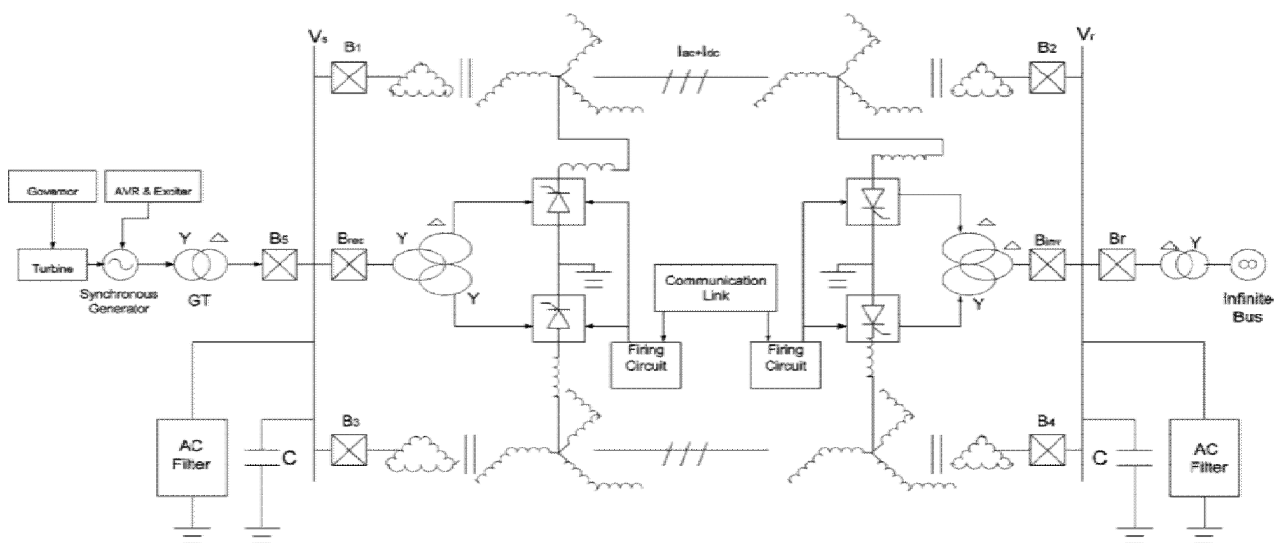 Vs
B1
Iac+Idc
B2
Vr
Governor
AVR & Exciter
Turbine
Synchronous
Generator
Y
Δ
GT
B5
Brec
Y
Δ
Y
Communication
Link
Firing
Circuit
Firing
Circuit
Δ
Y
Δ
Binv
Br
Δ
Y
Infinite
Bus
AC
Filter
C
B3
B4
C
AC
Filter